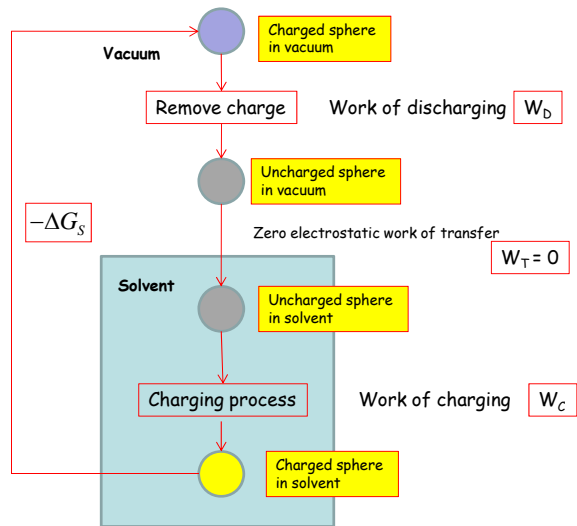 Charged sphere
in vacuum
Vacuum
Remove charge
Work of discharging
W_D
Uncharged sphere
in vacuum
−ΔG_S
Zero electrostatic work of transfer
W_T = 0
Solvent
Uncharged sphere
in solvent
Charging process
Work of charging
W_C
Charged sphere
in solvent